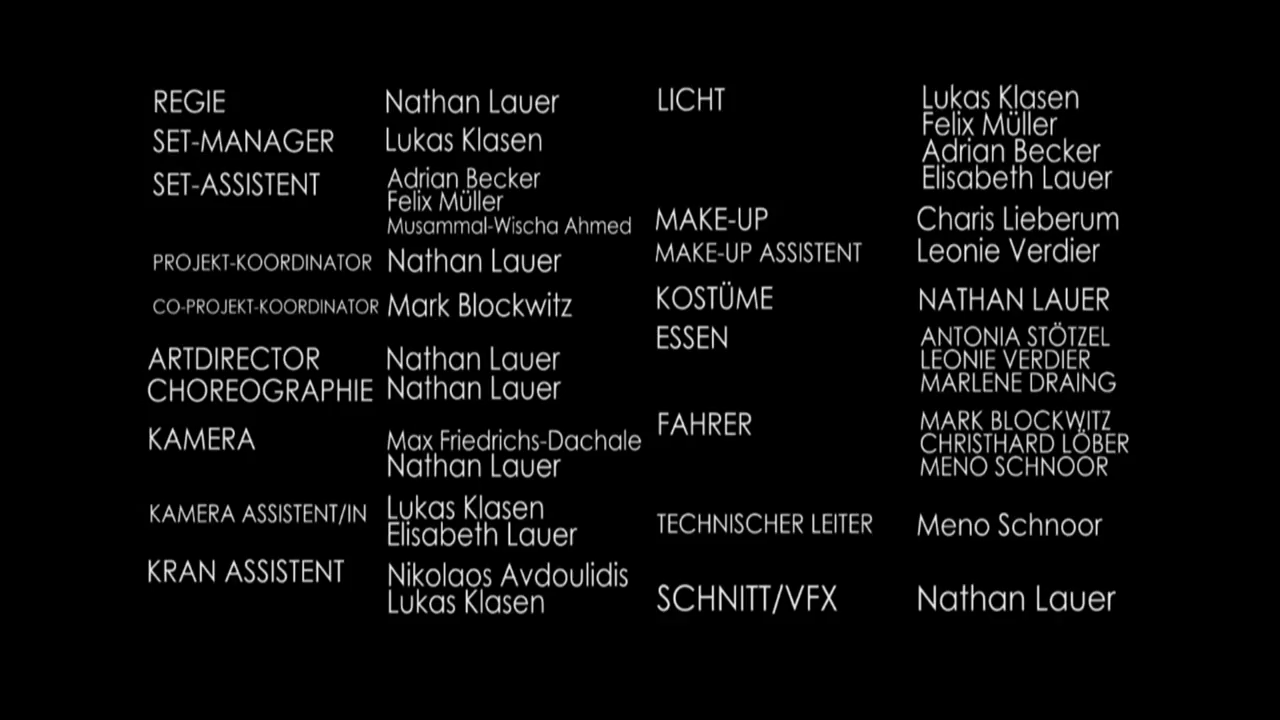 REGIE Nathan Lauer
SET-MANAGER Lukas Klasen
SET-ASSISTENT Adrian Becker
Felix Müller
Musammal-Wischa Ahmed
PROJEKT-KOORDINATOR Nathan Lauer
CO-PROJEKT-KOORDINATOR Mark Blockwitz
ARTDIRECTOR Nathan Lauer
CHOREOGRAPHIE Nathan Lauer
KAMERA Max Friedrichs-Dachale
Nathan Lauer
KAMERA ASSISTENT/IN Lukas Klasen
Elisabeth Lauer
KRAN ASSISTENT Nikolaos Avdoulidis
Lukas Klasen
LICHT Lukas Klasen
Felix Müller
Adrian Becker
Elisabeth Lauer
MAKE-UP Charis Lieberum
MAKE-UP ASSISTENT Leonie Verdier
KOSTÜME NATHAN LAUER
ESSEN ANTONIA STÖTZEL
LEONIE VERDIER
MARLENE DRAING
FAHRER MARK BLOCKWITZ
CHRISTHARD LÖBER
MENO SCHNOOR
TECHNISCHER LEITER Meno Schnoor
SCHNITT/VFX Nathan Lauer